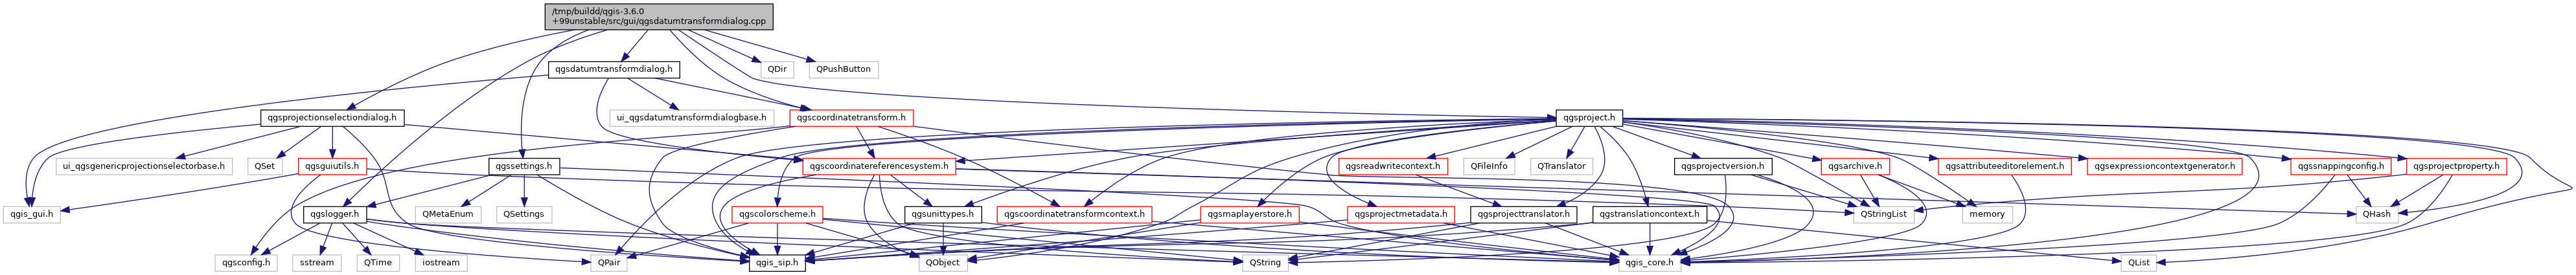 /tmp/buildd/qgis-3.6.0
+99unstable/src/gui/qgsdatumtransformdialog.cpp
qgsdatumtransformdialog.h
QDir
QPushButton
qgsprojectionselectiondialog.h
ui_qgsdatumtransformdialogbase.h
qgscoordinatetransform.h
qgsproject.h
ui_qgsgenericprojectionselectorbase.h
QSet
qgsguiutils.h
qgssettings.h
qgscoordinatereferencesystem.h
qgsreadwritecontext.h
QFileInfo
QTranslator
qgsprojectversion.h
qgsarchive.h
qgsattributeeditorelement.h
qgsexpressioncontextgenerator.h
qgssnappingconfig.h
qgsprojectproperty.h
qgis_gui.h
qgslogger.h
QMetaEnum
QSettings
qgscolorscheme.h
qgsunittypes.h
qgscoordinatetransformcontext.h
qgsmaplayerstore.h
qgsprojectmetadata.h
qgsprojecttranslator.h
qgstranslationcontext.h
QStringList
memory
QHash
qgsconfig.h
sstream
QTime
iostream
QPair
qgis_sip.h
QObject
QString
qgis_core.h
QList